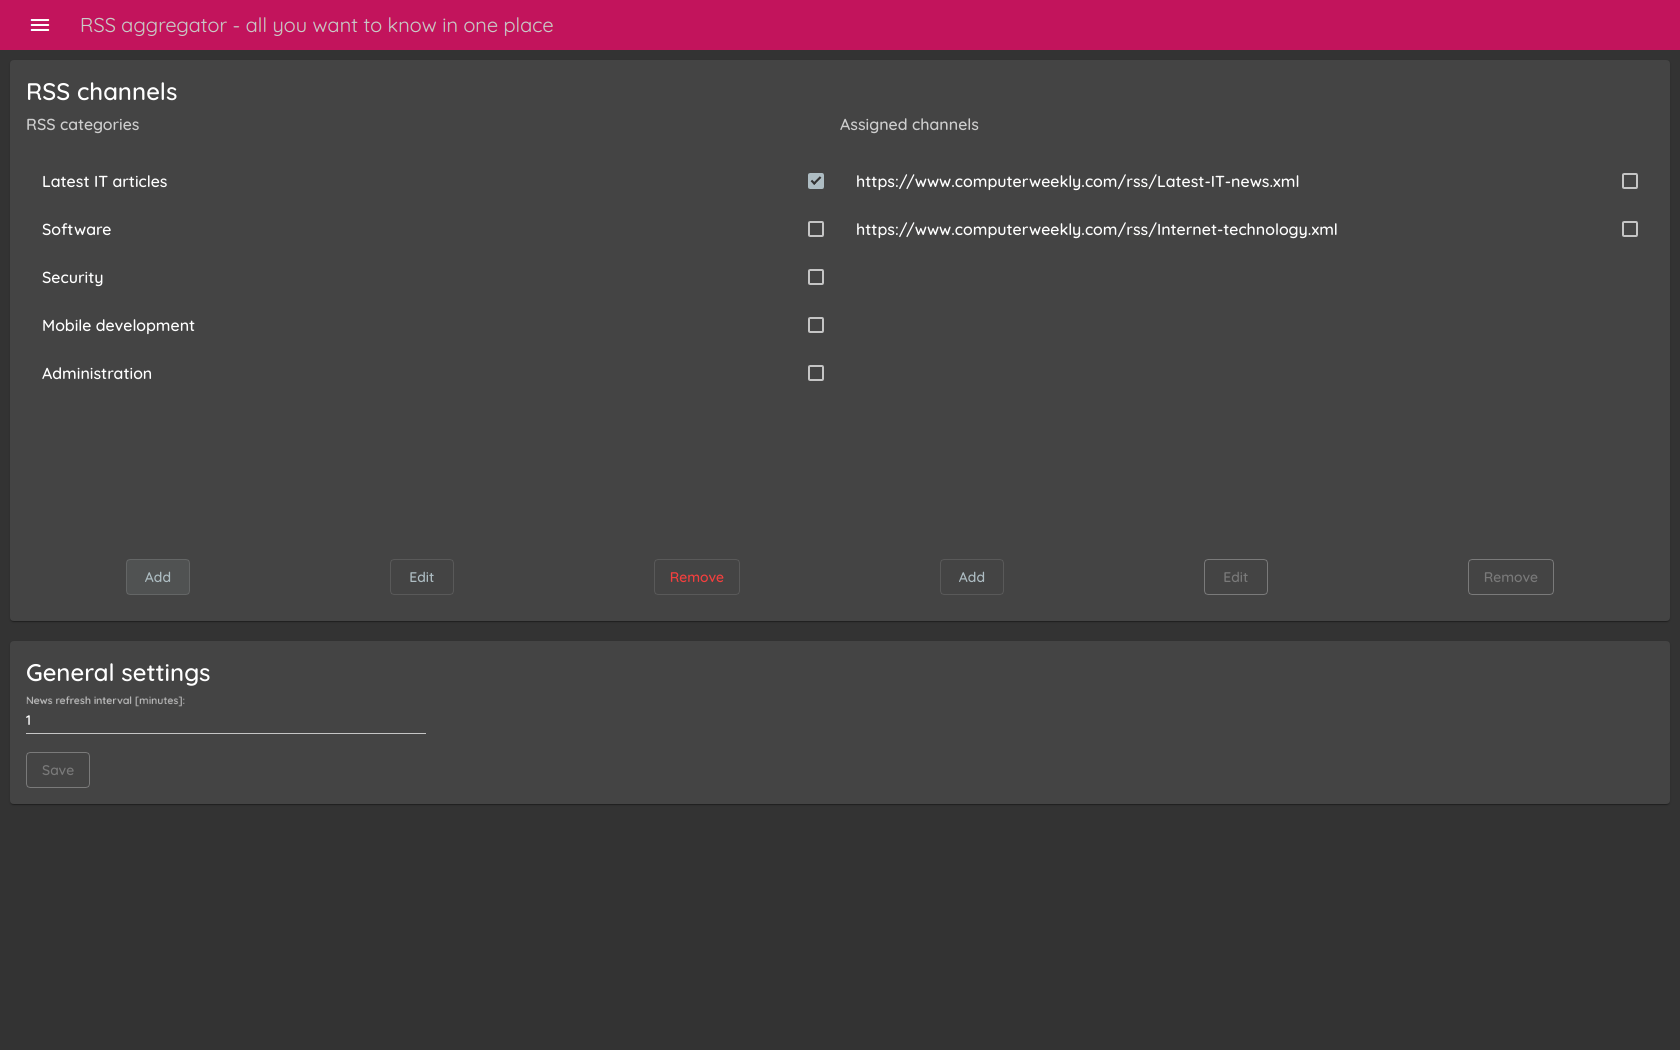 RSS aggregator - all you want to know in one place
RSS channels
RSS categories
Assigned channels
Latest IT articles
https://www.computerweekly.com/rss/Latest-IT-news.xml
Software
https://www.computerweekly.com/rss/Internet-technology.xml
Security
Mobile development
Administration
Add
Edit
Remove
Add
Edit
Remove
General settings
News refresh interval [minutes]:
1
Save